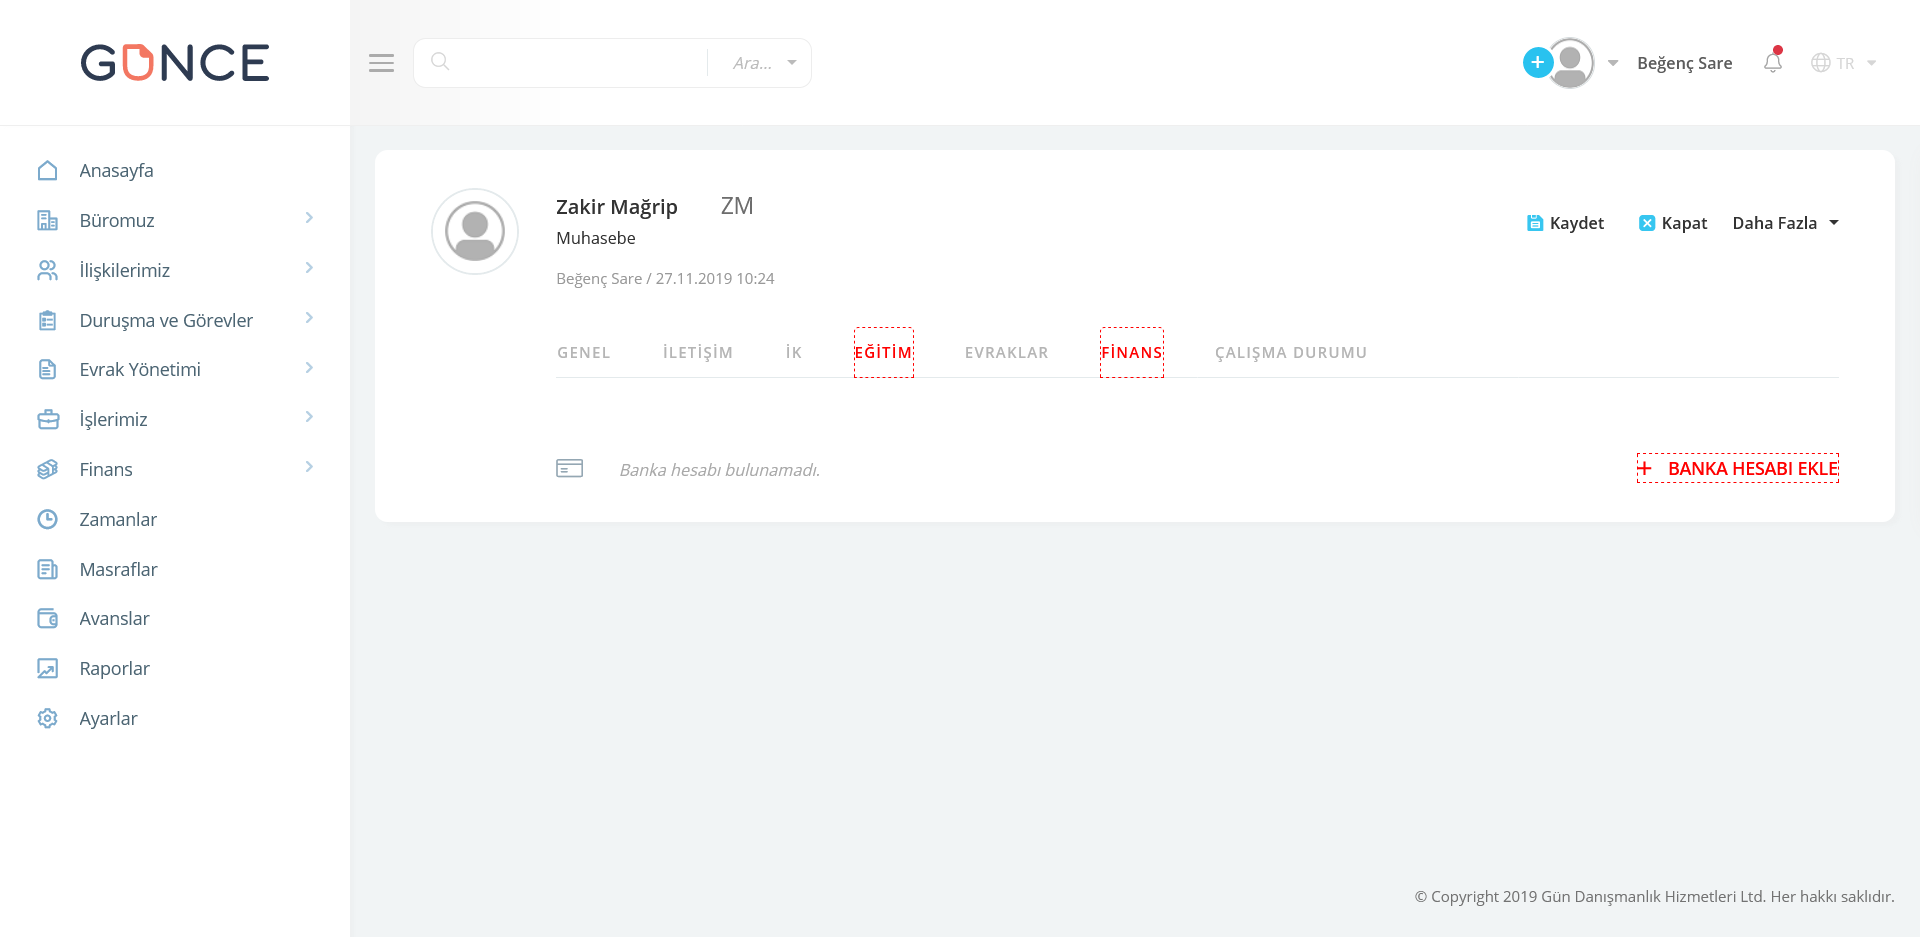 GÜNCE
Ara...
Beğenç Sare
TR
Anasayfa
Büromuz
İlişkilerimiz
Duruşma ve Görevler
Evrak Yönetimi
İşlerimiz
Finans
Zamanlar
Masraflar
Avanslar
Raporlar
Ayarlar
Zakir Mağrip ZM
Muhasebe
Beğenç Sare / 27.11.2019 10:24
Kaydet Kapat Daha Fazla
GENEL İLETİŞİM İK EĞİTİM EVRAKLAR FİNANS ÇALIŞMA DURUMU
Banka hesabı bulunamadı.
+ BANKA HESABI EKLE
© Copyright 2019 Gün Danışmanlık Hizmetleri Ltd. Her hakkı saklıdır.